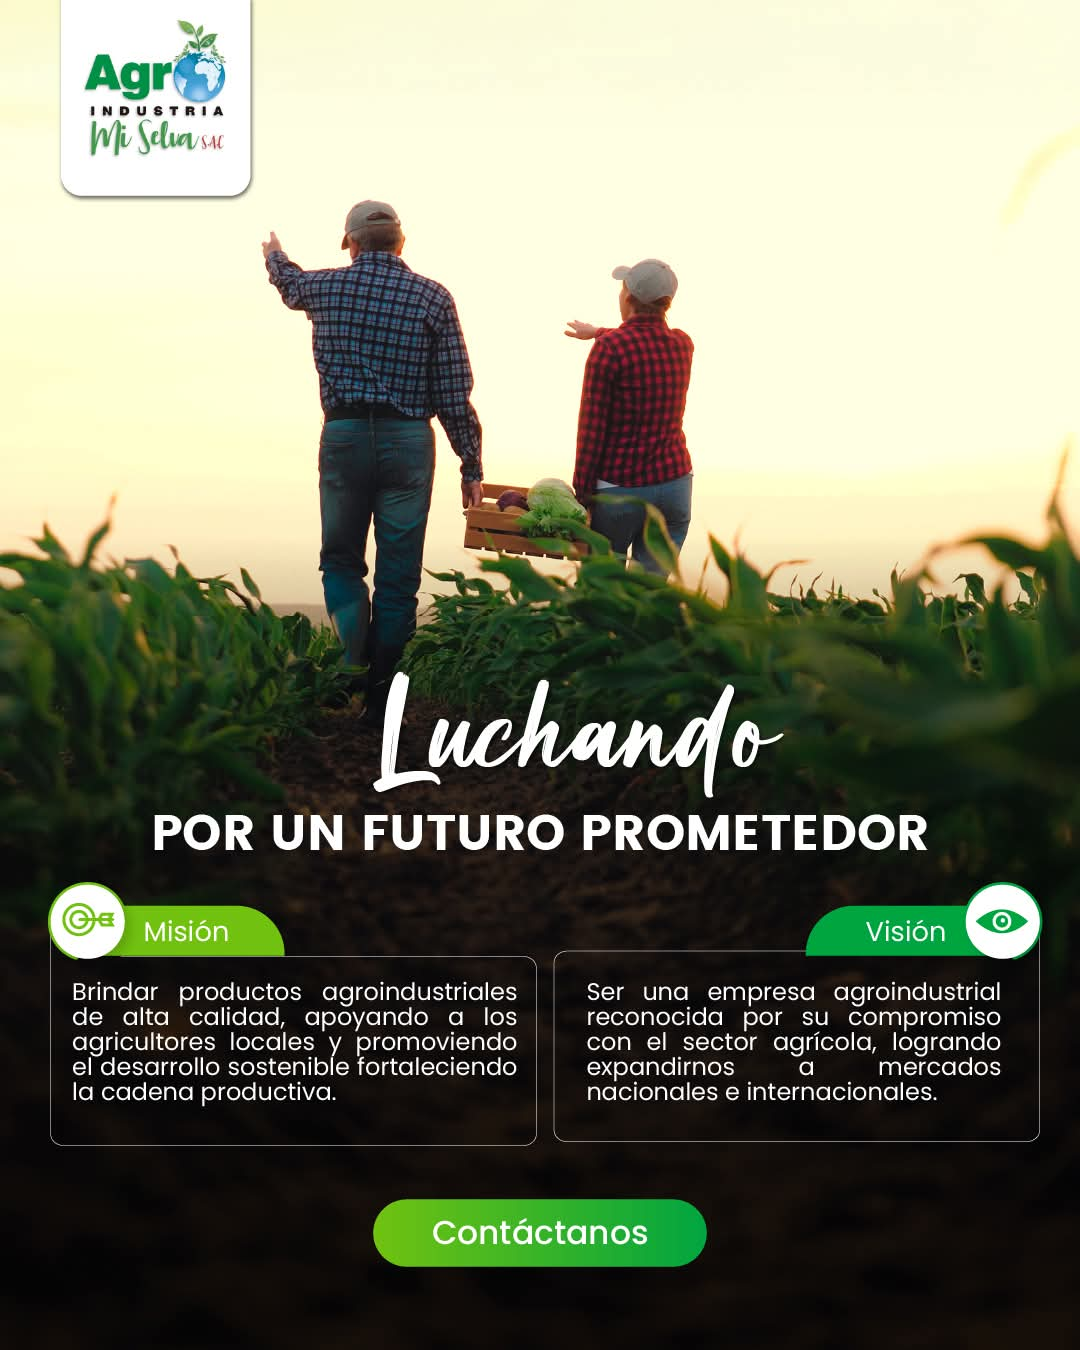 Agro
INDUSTRIA
Mi Selva SAC
Luchando
POR UN FUTURO PROMETEDOR
Misión
Brindar productos agroindustriales
de alta calidad, apoyando a los
agricultores locales y promoviendo
el desarrollo sostenible fortaleciendo
la cadena productiva.
Visión
Ser una empresa agroindustrial
reconocida por su compromiso
con el sector agrícola, logrando
expandirnos a mercados
nacionales e internacionales.
Contáctanos